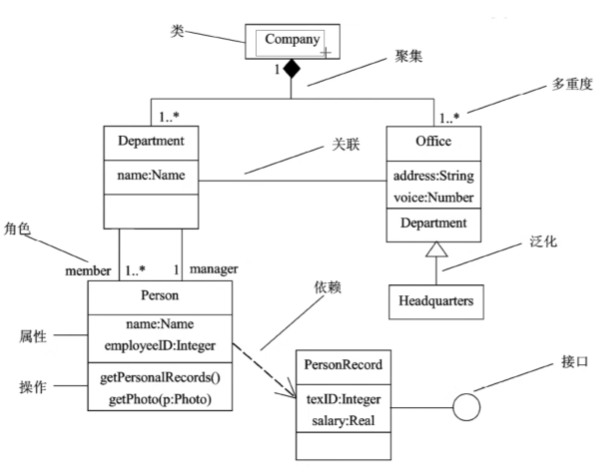 类
Company
1
聚集
多重度
1..*
1..*
Department
Office
name:Name
关联
address:String
voice:Number
Department
角色
泛化
member
1..*
1
manager
依赖
Headquarters
Person
属性
name:Name
employeeID:Integer
PersonRecord
接口
操作
getPersonalRecords()
getPhoto(p:Photo)
texID:Integer
salary:Real